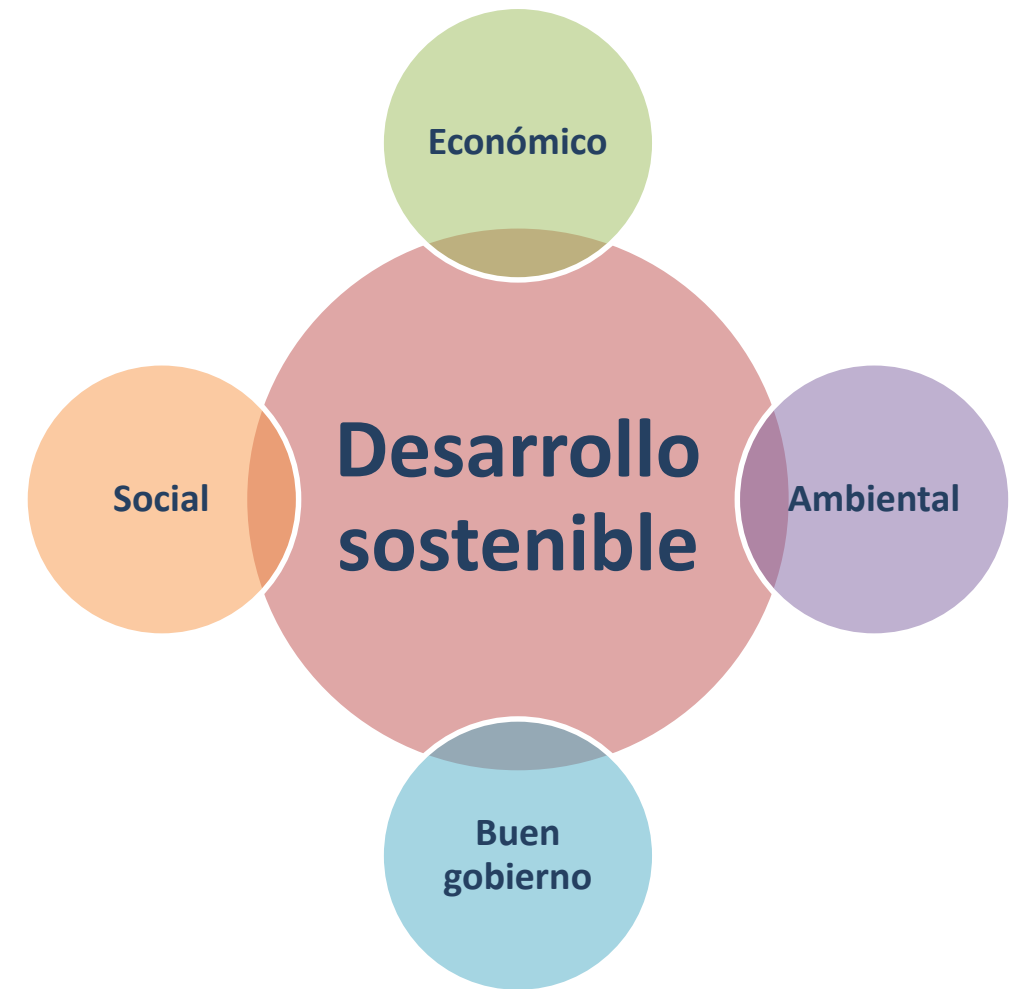 Económico
Desarrollo
sostenible
Social
Ambiental
Buen
gobierno